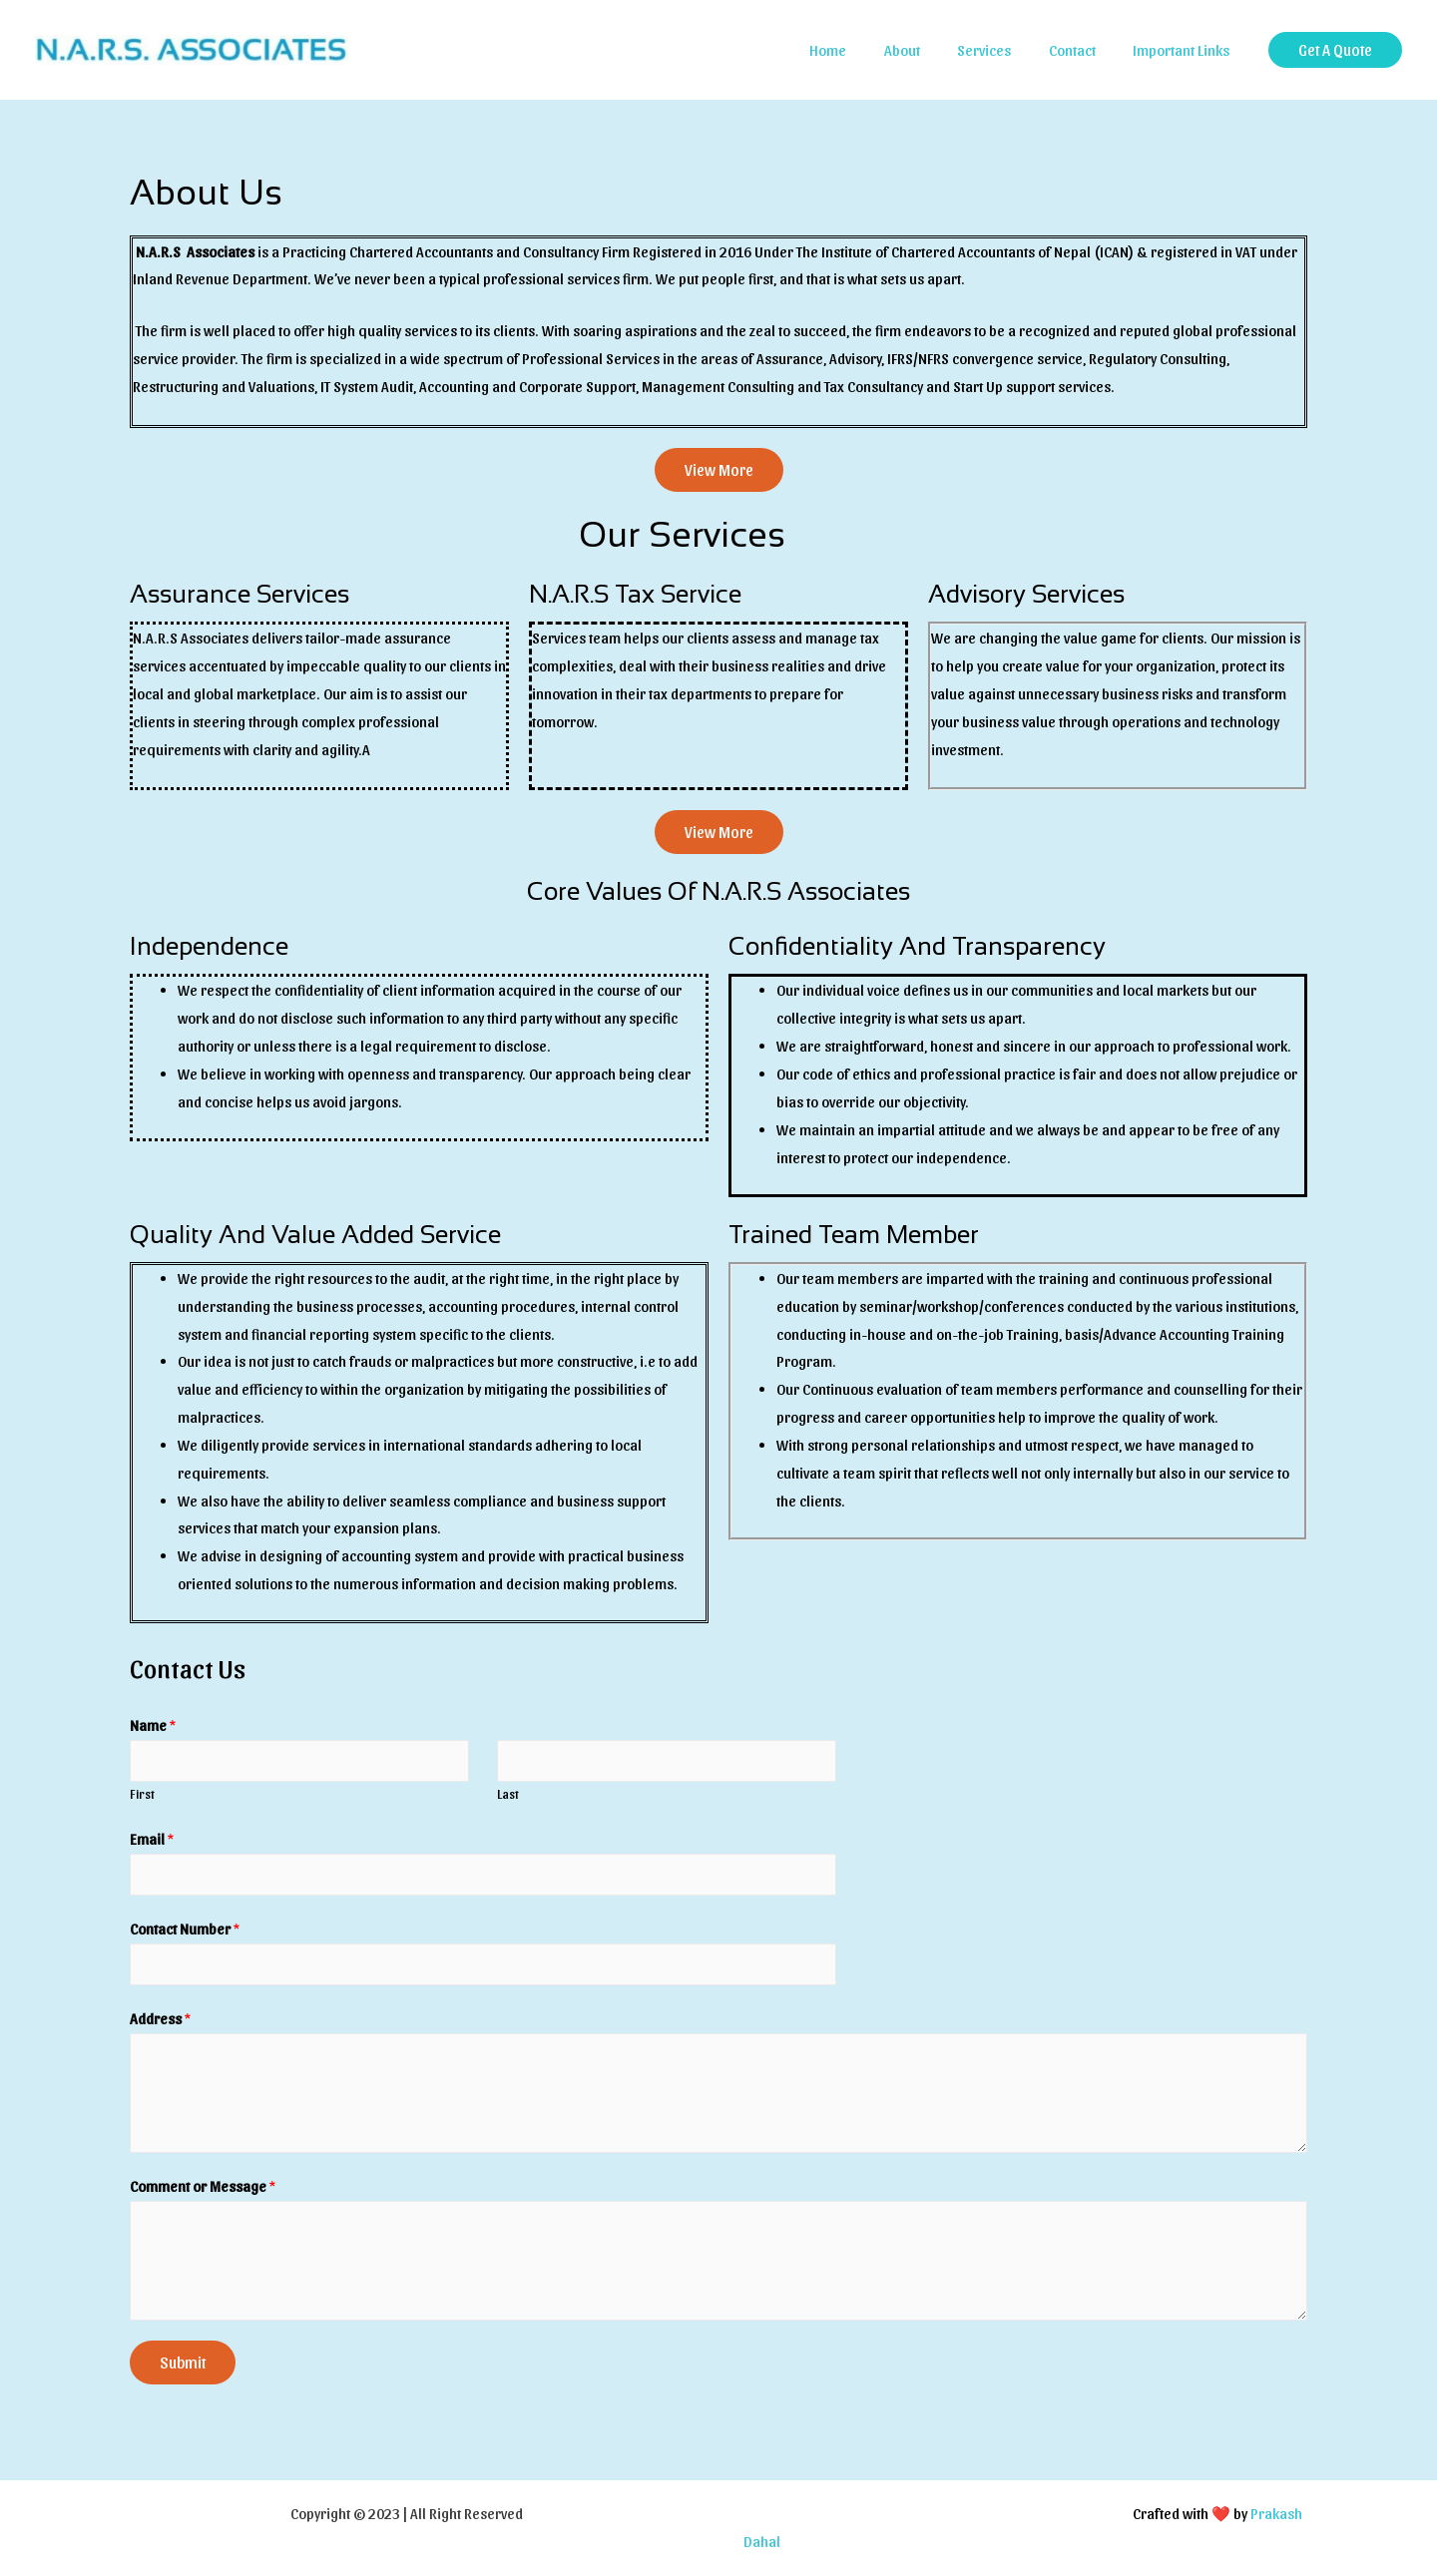 N.A.R.S. ASSOCIATES
Home About Services Contact Important Links Get A Quote
About Us
N.A.R.S Associates is a Practicing Chartered Accountants and Consultancy Firm Registered in 2016 Under The Institute of Chartered Accountants of Nepal (ICAN) & registered in VAT under
Inland Revenue Department. We’ve never been a typical professional services firm. We put people first, and that is what sets us apart.
The firm is well placed to offer high quality services to its clients. With soaring aspirations and the zeal to succeed, the firm endeavors to be a recognized and reputed global professional
service provider. The firm is specialized in a wide spectrum of Professional Services in the areas of Assurance, Advisory, IFRS/NFRS convergence service, Regulatory Consulting,
Restructuring and Valuations, IT System Audit, Accounting and Corporate Support, Management Consulting and Tax Consultancy and Start Up support services.
View More
Our Services
Assurance Services
N.A.R.S Associates delivers tailor-made assurance
services accentuated by impeccable quality to our clients in
local and global marketplace. Our aim is to assist our
clients in steering through complex professional
requirements with clarity and agility.A
N.A.R.S Tax Service
Services team helps our clients assess and manage tax
complexities, deal with their business realities and drive
innovation in their tax departments to prepare for
tomorrow.
Advisory Services
We are changing the value game for clients. Our mission is
to help you create value for your organization, protect its
value against unnecessary business risks and transform
your business value through operations and technology
investment.
View More
Core Values Of N.A.R.S Associates
Independence
• We respect the confidentiality of client information acquired in the course of our
work and do not disclose such information to any third party without any specific
authority or unless there is a legal requirement to disclose.
• We believe in working with openness and transparency. Our approach being clear
and concise helps us avoid jargons.
Confidentiality And Transparency
• Our individual voice defines us in our communities and local markets but our
collective integrity is what sets us apart.
• We are straightforward, honest and sincere in our approach to professional work.
• Our code of ethics and professional practice is fair and does not allow prejudice or
bias to override our objectivity.
• We maintain an impartial attitude and we always be and appear to be free of any
interest to protect our independence.
Quality And Value Added Service
• We provide the right resources to the audit, at the right time, in the right place by
understanding the business processes, accounting procedures, internal control
system and financial reporting system specific to the clients.
• Our idea is not just to catch frauds or malpractices but more constructive, i.e to add
value and efficiency to within the organization by mitigating the possibilities of
malpractices.
• We diligently provide services in international standards adhering to local
requirements.
• We also have the ability to deliver seamless compliance and business support
services that match your expansion plans.
• We advise in designing of accounting system and provide with practical business
oriented solutions to the numerous information and decision making problems.
Trained Team Member
• Our team members are imparted with the training and continuous professional
education by seminar/workshop/conferences conducted by the various institutions,
conducting in-house and on-the-job Training, basis/Advance Accounting Training
Program.
• Our Continuous evaluation of team members performance and counselling for their
progress and career opportunities help to improve the quality of work.
• With strong personal relationships and utmost respect, we have managed to
cultivate a team spirit that reflects well not only internally but also in our service to
the clients.
Contact Us
Name *
First Last
Email *
Contact Number *
Address *
Comment or Message *
Submit
Copyright © 2023 | All Right Reserved
Crafted with ❤️ by Prakash
Dahal